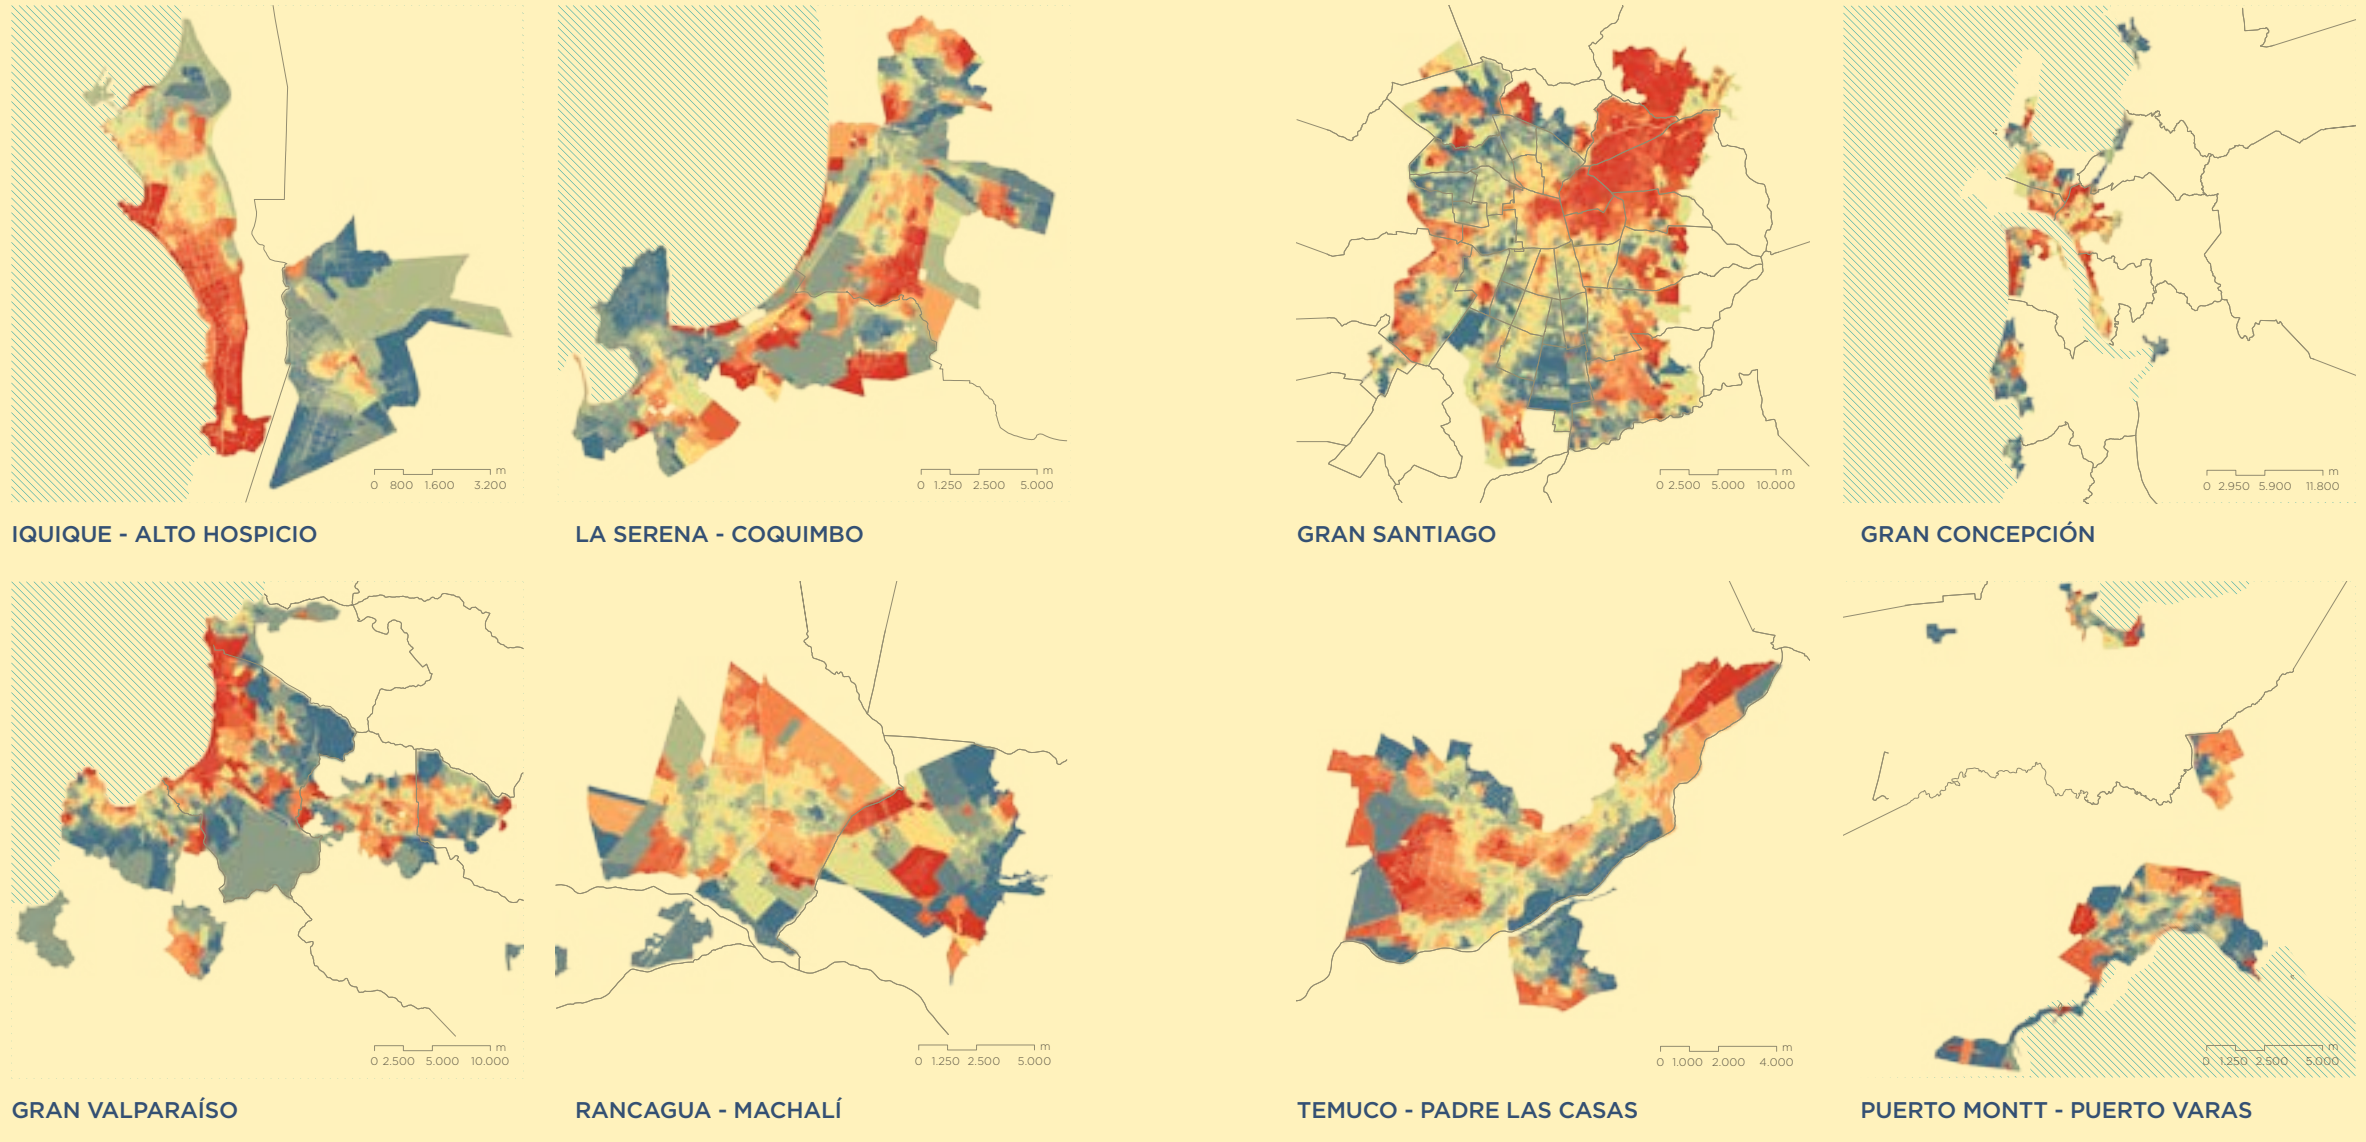 m
0 800 1.600 3.200
m
0 1.250 2.500 5.000
m
0 2.500 5.000 10.000
m
0 2.950 5.900 11.800
IQUIQUE - ALTO HOSPICIO
LA SERENA - COQUIMBO
GRAN SANTIAGO
GRAN CONCEPCIÓN
m
0 2.500 5.000 10.000
m
0 1.250 2.500 5.000
m
0 1.000 2.000 4.000
m
0 1.250 2.500 5.000
GRAN VALPARAÍSO
RANCAGUA - MACHALÍ
TEMUCO - PADRE LAS CASAS
PUERTO MONTT - PUERTO VARAS